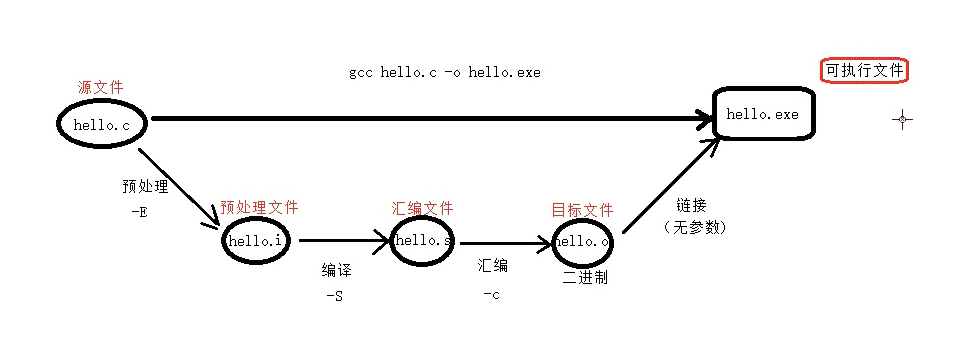 gcc hello.c -o hello.exe
可执行文件
源文件
hello.c
hello.exe
预处理
-E
预处理文件
hello.i
编译
-S
汇编文件
hello.s
汇编
-c
目标文件
hello.o
二进制
链接
(无参数)